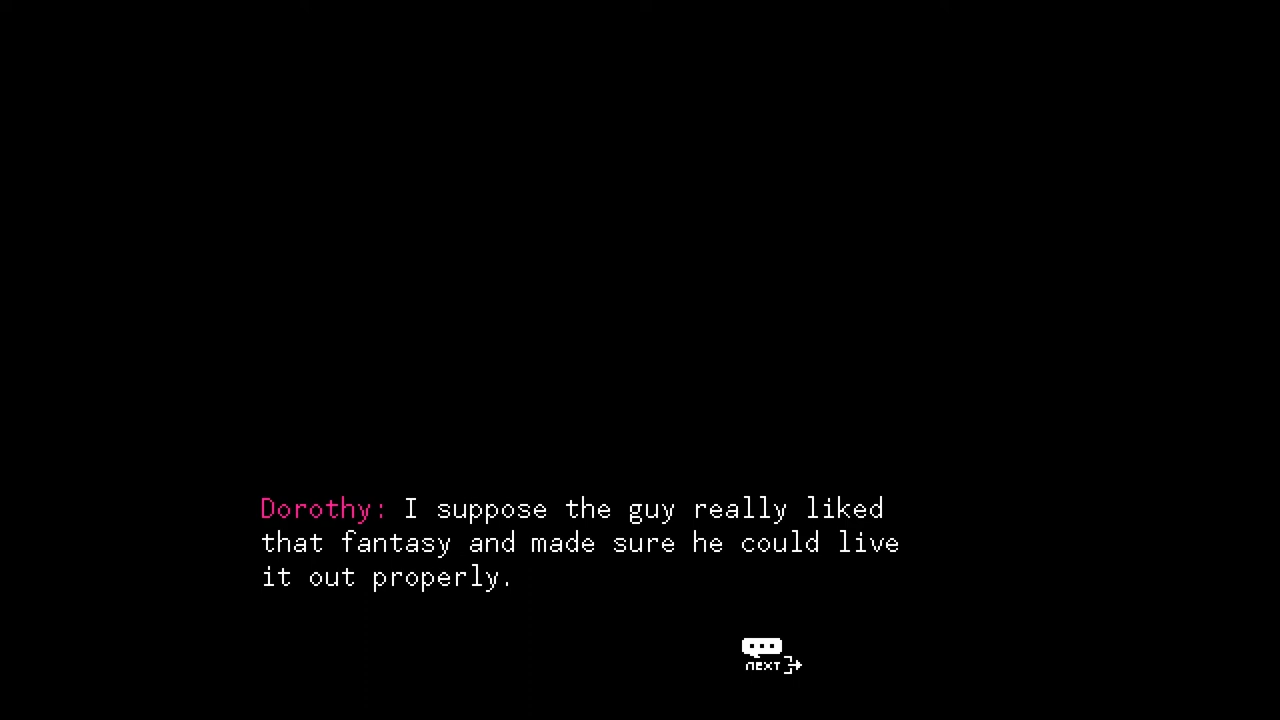 Dorothy: I suppose the guy really liked
that fantasy and made sure he could live
it out properly.
NEXT